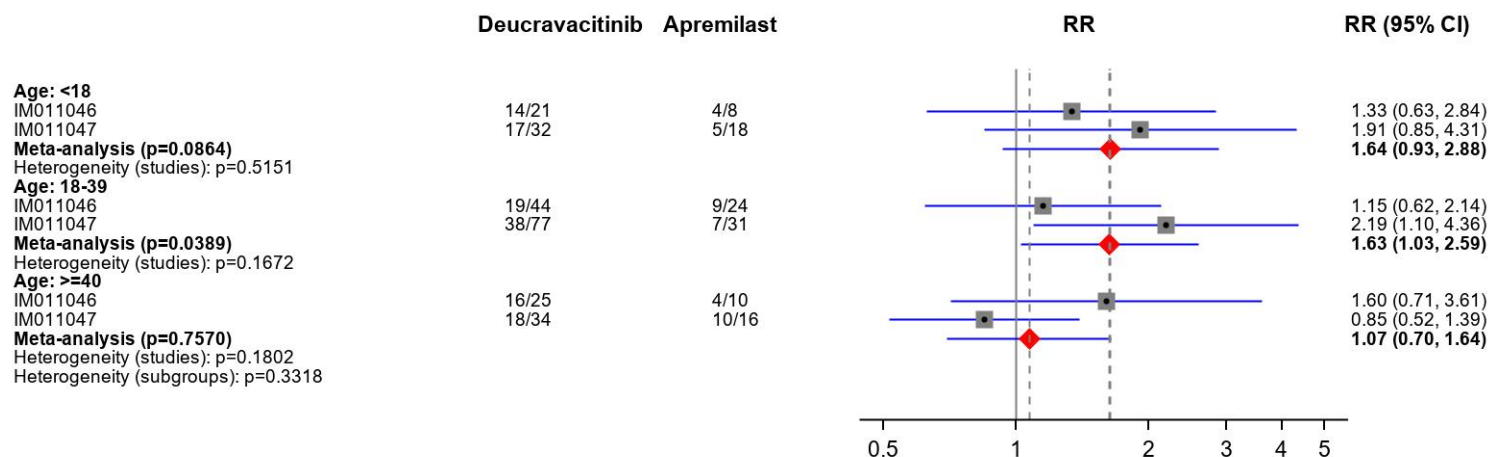 Deucravacitinib Apremilast RR RR (95% CI)
Age: <18
IM011046 14/21 4/8 1.33 (0.63, 2.84)
IM011047 17/32 5/18 1.91 (0.85, 4.31)
Meta-analysis (p=0.0864) 1.64 (0.93, 2.88)
Heterogeneity (studies): p=0.5151
Age: 18-39
IM011046 19/44 9/24 1.15 (0.62, 2.14)
IM011047 38/77 7/31 2.19 (1.10, 4.36)
Meta-analysis (p=0.0389) 1.63 (1.03, 2.59)
Heterogeneity (studies): p=0.1672
Age: >=40
IM011046 16/25 4/10 1.60 (0.71, 3.61)
IM011047 18/34 10/16 0.85 (0.52, 1.39)
Meta-analysis (p=0.7570) 1.07 (0.70, 1.64)
Heterogeneity (studies): p=0.1802
Heterogeneity (subgroups): p=0.3318
0.5 1 2 3 4 5